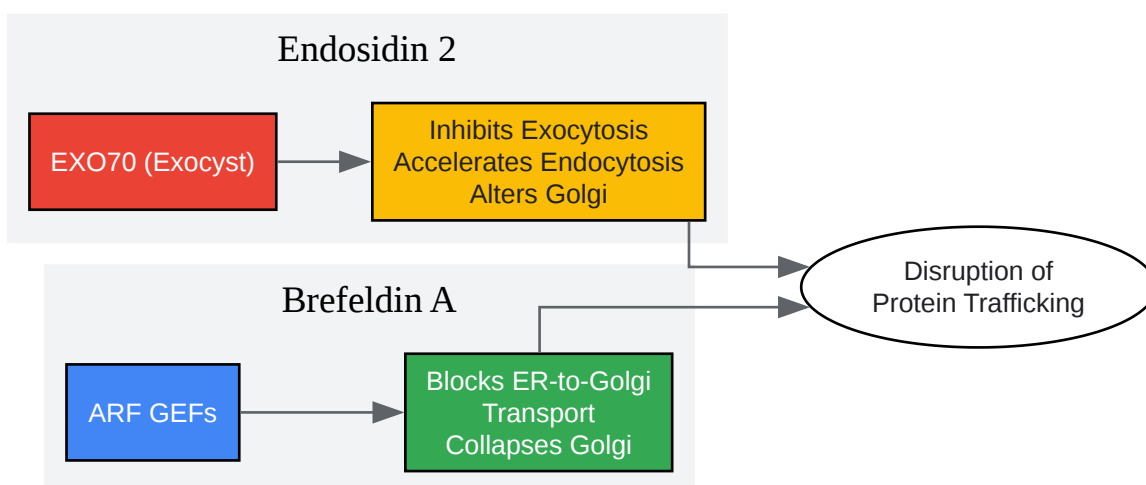 Endosidin 2
EXO70 (Exocyst)
Inhibits Exocytosis
Accelerates Endocytosis
Alters Golgi
Disruption of
Protein Trafficking
Brefeldin A
ARF GEFs
Blocks ER-to-Golgi
Transport
Collapses Golgi